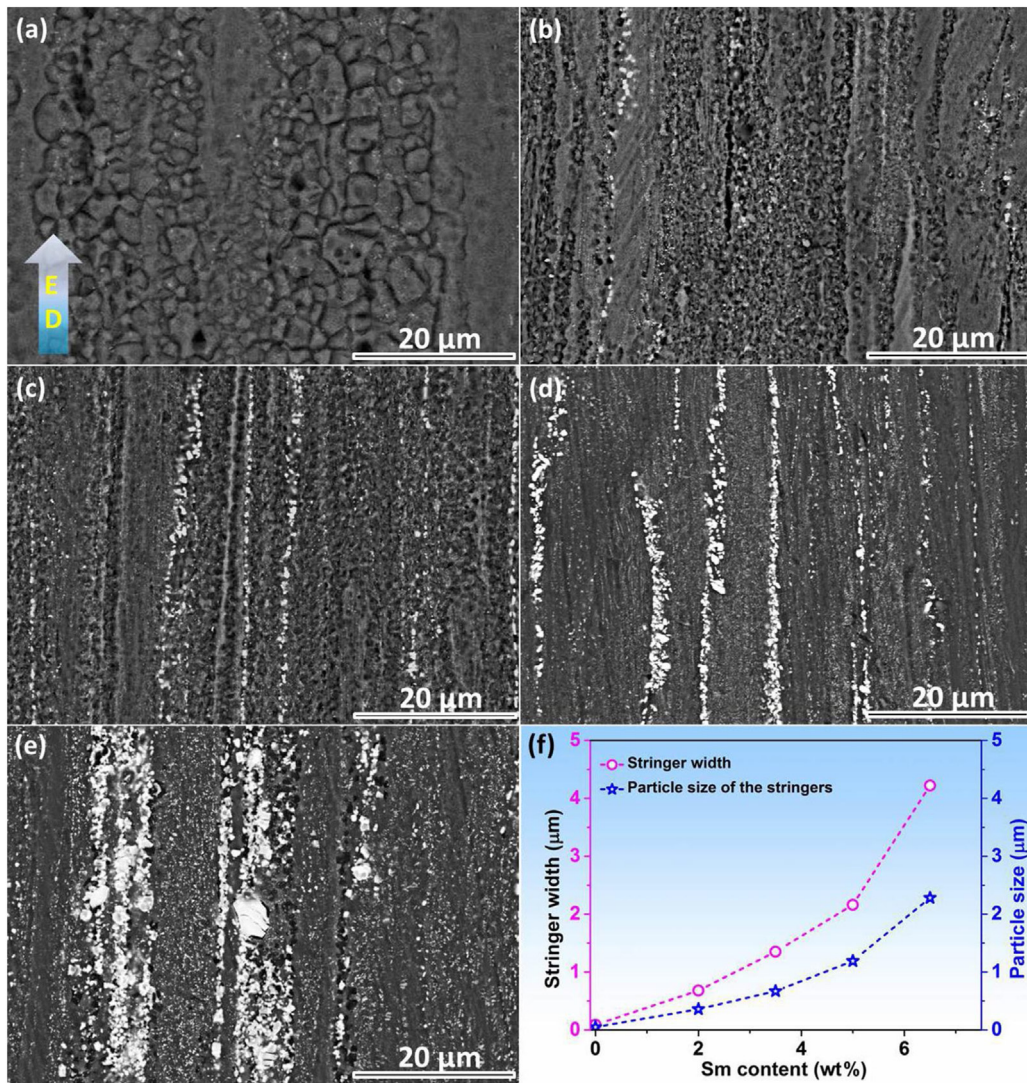 (a)
E
D
20 μm
(b)
20 μm
(c)
20 μm
(d)
20 μm
(e)
20 μm
(f)
Stringer width
Particle size of the stringers
5
4
3
2
1
0
Stringer width (μm)
5
4
3
2
1
0
Particle size (μm)
0
2
4
6
Sm content (wt%)